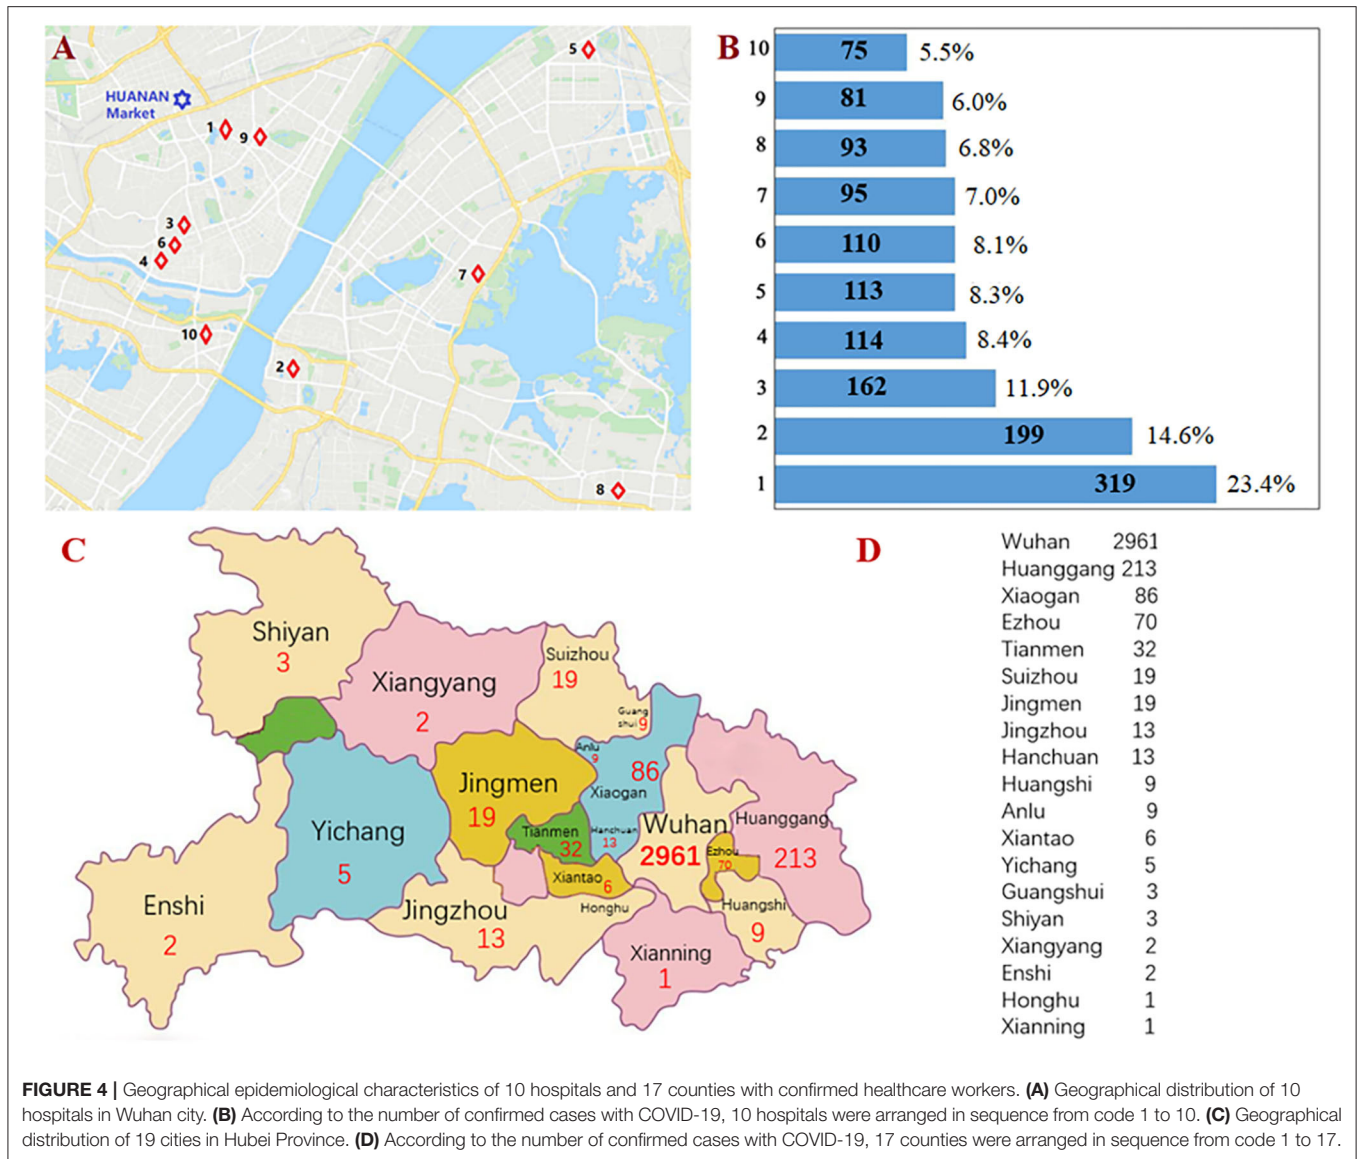 A
HUANAN
Market
1
9
5
3
6
4
7
10
2
8
B
10 75 5.5%
9 81 6.0%
8 93 6.8%
7 95 7.0%
6 110 8.1%
5 113 8.3%
4 114 8.4%
3 162 11.9%
2 199 14.6%
1 319 23.4%
C
Shiyan
3
Xiangyang
2
Suizhou
19
Guang
shui 9
Anlu
9
86
Xiaogan
Jingmen
19
Yichang
5
Tianmen
32
Hanchuan
13
Wuhan
2961
Huanggang
213
Ezhou
70
Xiantao 6
Enshi
2
Jingzhou
13
Honghu
Huangshi
9
Xianning
1
D
Wuhan 2961
Huanggang 213
Xiaogan 86
Ezhou 70
Tianmen 32
Suizhou 19
Jingmen 19
Jingzhou 13
Hanchuan 13
Huangshi 9
Anlu 9
Xiantao 6
Yichang 5
Guangshui 3
Shiyan 3
Xiangyang 2
Enshi 2
Honghu 1
Xianning 1
FIGURE 4 | Geographical epidemiological characteristics of 10 hospitals and 17 counties with confirmed healthcare workers. (A) Geographical distribution of 10
hospitals in Wuhan city. (B) According to the number of confirmed cases with COVID-19, 10 hospitals were arranged in sequence from code 1 to 10. (C) Geographical
distribution of 19 cities in Hubei Province. (D) According to the number of confirmed cases with COVID-19, 17 counties were arranged in sequence from code 1 to 17.